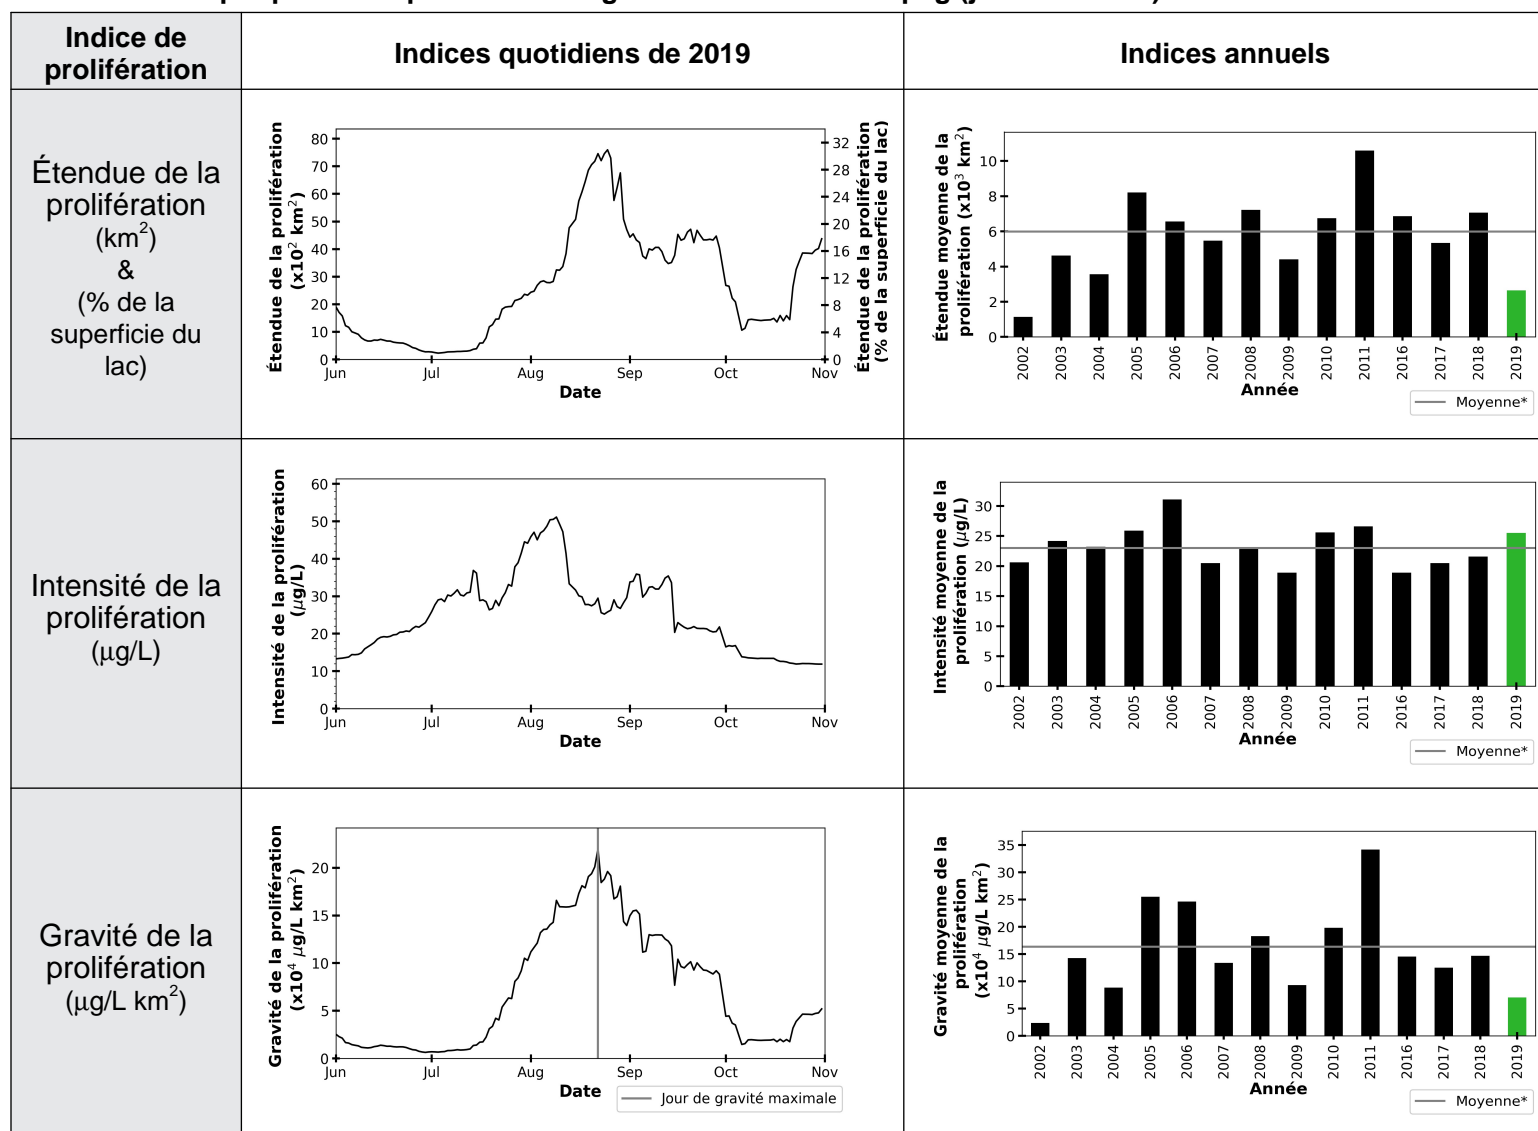 Indice de
prolifération
Indices quotidiens de 2019
Indices annuels
Étendue de la
prolifération
(km²)
&
(% de la
superficie du
lac)
Étendue de la prolifération
(x10² km²)
80
70
60
50
40
30
20
10
0
Jun
Jul
Aug
Sep
Oct
Nov
Date
32
28
24
20
16
12
8
4
0
Étendue de la prolifération
(% de la superficie du lac)
Étendue moyenne de la
prolifération (x10³ km²)
10
8
6
4
2
0
2002
2003
2004
2005
2006
2007
2008
2009
2010
2011
2016
2017
2018
2019
Année
Moyenne*
Intensité de la
prolifération
(µg/L)
Intensité de la prolifération
(µg/L)
60
50
40
30
20
10
0
Jun
Jul
Aug
Sep
Oct
Nov
Date
Intensité moyenne de la
prolifération (µg/L)
30
25
20
15
10
5
0
2002
2003
2004
2005
2006
2007
2008
2009
2010
2011
2016
2017
2018
2019
Année
Moyenne*
Gravité de la
prolifération
(µg/L km²)
Gravité de la prolifération
(x10⁴ µg/L km²)
20
15
10
5
0
Jun
Jul
Aug
Sep
Oct
Nov
Date
Jour de gravité maximale
Gravité moyenne de la
prolifération
(x10⁴ µg/L km²)
35
30
25
20
15
10
5
0
2002
2003
2004
2005
2006
2007
2008
2009
2010
2011
2016
2017
2018
2019
Année
Moyenne*